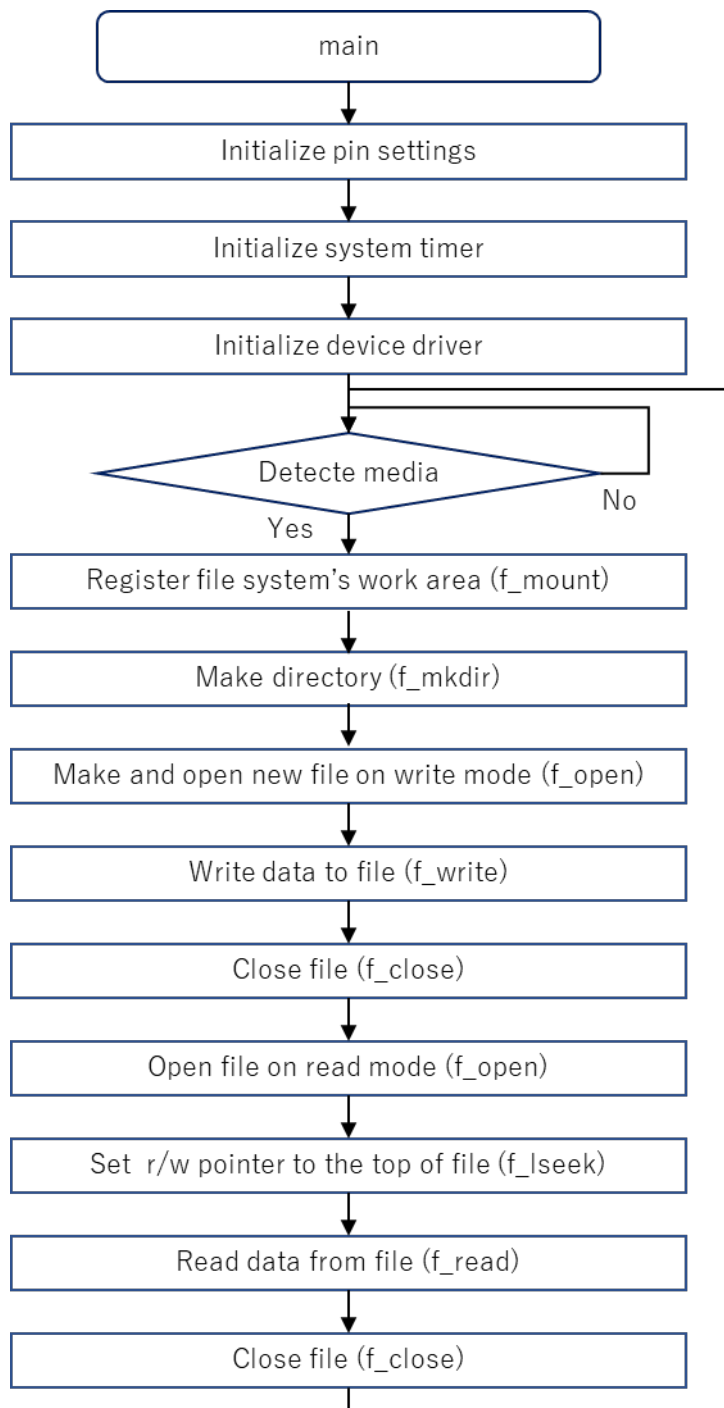 main
Initialize pin settings
Initialize system timer
Initialize device driver
Detecte media
No
Yes
Register file system’s work area (f_mount)
Make directory (f_mkdir)
Make and open new file on write mode (f_open)
Write data to file (f_write)
Close file (f_close)
Open file on read mode (f_open)
Set r/w pointer to the top of file (f_lseek)
Read data from file (f_read)
Close file (f_close)